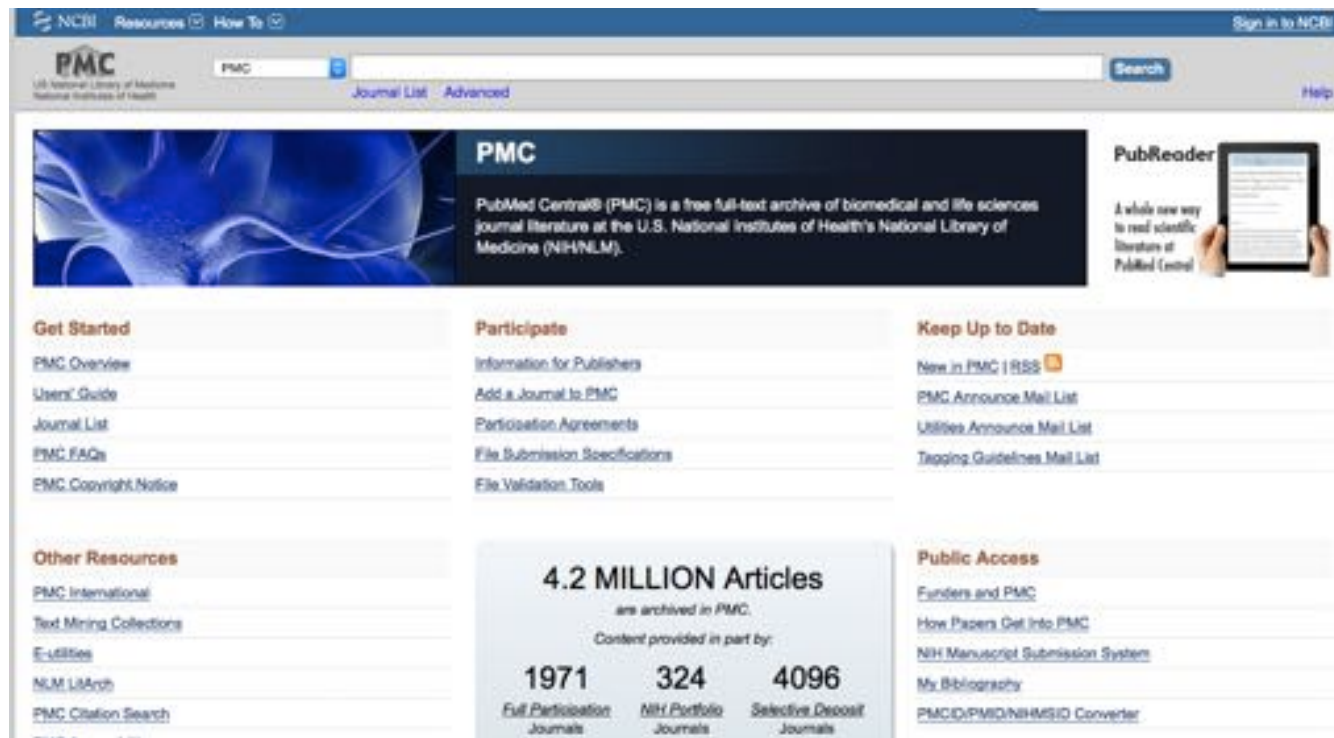 NCBI Resources How To Sign in to NCBI
PMC
US National Library of Medicine
National Institutes of Health
PMC
Search
Journal List Advanced
Help
PMC
PubMed Central® (PMC) is a free full-text archive of biomedical and life sciences
journal literature at the U.S. National Institutes of Health's National Library of
Medicine (NIH/NLM).
PubReader
A whole new way
to read scientific
literature at
PubMed Central
Get Started
PMC Overview
Users' Guide
Journal List
PMC FAQs
PMC Copyright Notice
Participate
Information for Publishers
Add a Journal to PMC
Participation Agreements
File Submission Specifications
File Validation Tools
Keep Up to Date
New in PMC | RSS
PMC Announce Mail List
Utilities Announce Mail List
Tagging Guidelines Mail List
Other Resources
PMC International
Text Mining Collections
E-utilities
NLM LitArch
PMC Citation Search
4.2 MILLION Articles
are archived in PMC.
Content provided in part by:
1971 324 4096
Full Participation NIH Portfolio Selective Deposit
Journals Journals Journals
Public Access
Funders and PMC
How Papers Get Into PMC
NIH Manuscript Submission System
My Bibliography
PMCID/PMID/NIHMSID Converter